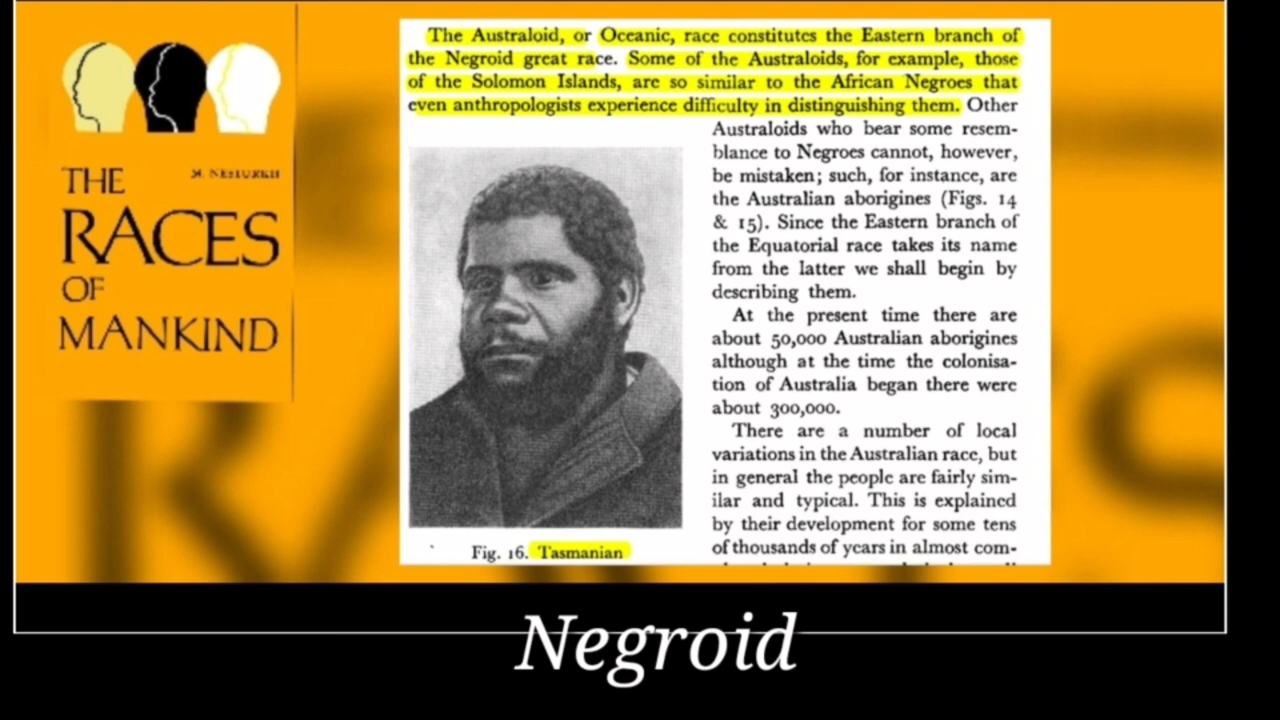 THE
M. NESTURKH
RACES
OF
MANKIND
The Australoid, or Oceanic, race constitutes the Eastern branch of
the Negroid great race. Some of the Australoids, for example, those
of the Solomon Islands, are so similar to the African Negroes that
even anthropologists experience difficulty in distinguishing them. Other
Australoids who bear some resem-
blance to Negroes cannot, however,
be mistaken; such, for instance, are
the Australian aborigines (Figs. 14
& 15). Since the Eastern branch of
the Equatorial race takes its name
from the latter we shall begin by
describing them.
At the present time there are
about 50,000 Australian aborigines
although at the time the colonisa-
tion of Australia began there were
about 300,000.
There are a number of local
variations in the Australian race, but
in general the people are fairly sim-
ilar and typical. This is explained
by their development for some tens
of thousands of years in almost com-
Fig. 16. Tasmanian
Negroid